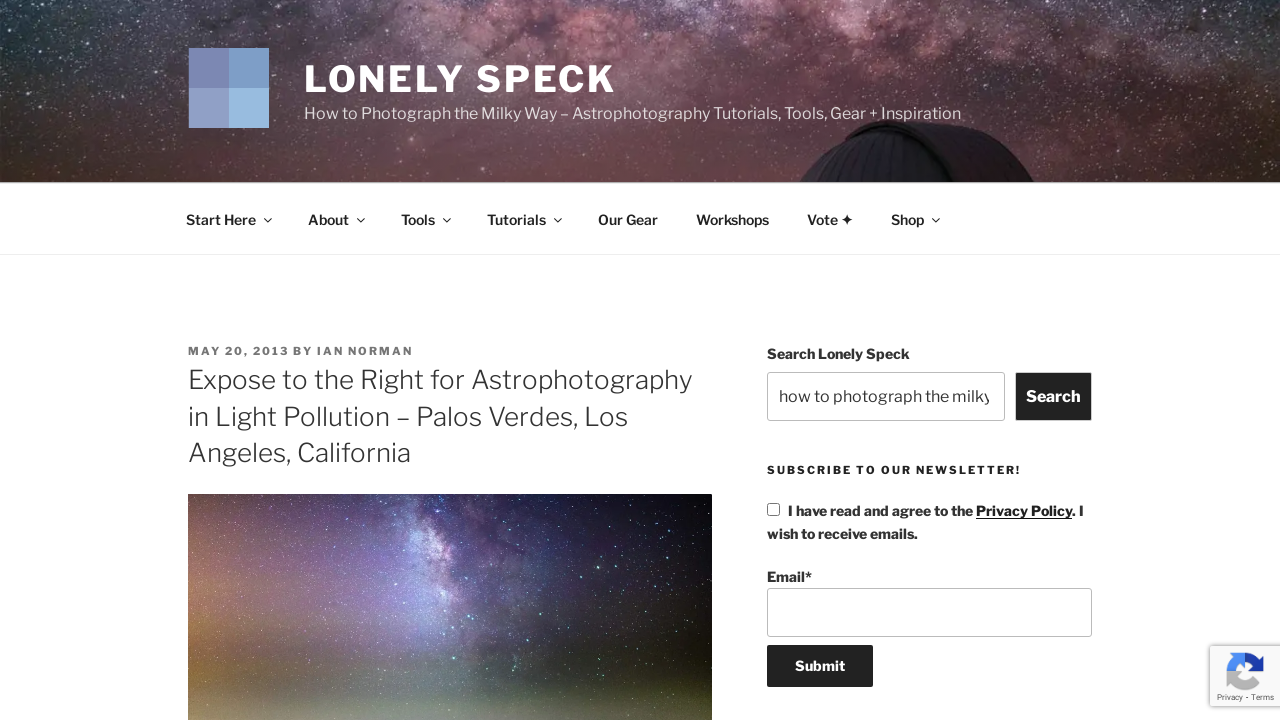 LONELY SPECK
How to Photograph the Milky Way – Astrophotography Tutorials, Tools, Gear + Inspiration
Start Here
About
Tools
Tutorials
Our Gear
Workshops
Vote ✦
Shop
MAY 20, 2013 BY IAN NORMAN
Expose to the Right for Astrophotography
in Light Pollution – Palos Verdes, Los
Angeles, California
Search Lonely Speck
how to photograph the milky
Search
SUBSCRIBE TO OUR NEWSLETTER!
I have read and agree to the Privacy Policy. I
wish to receive emails.
Email*
Submit
Privacy - Terms